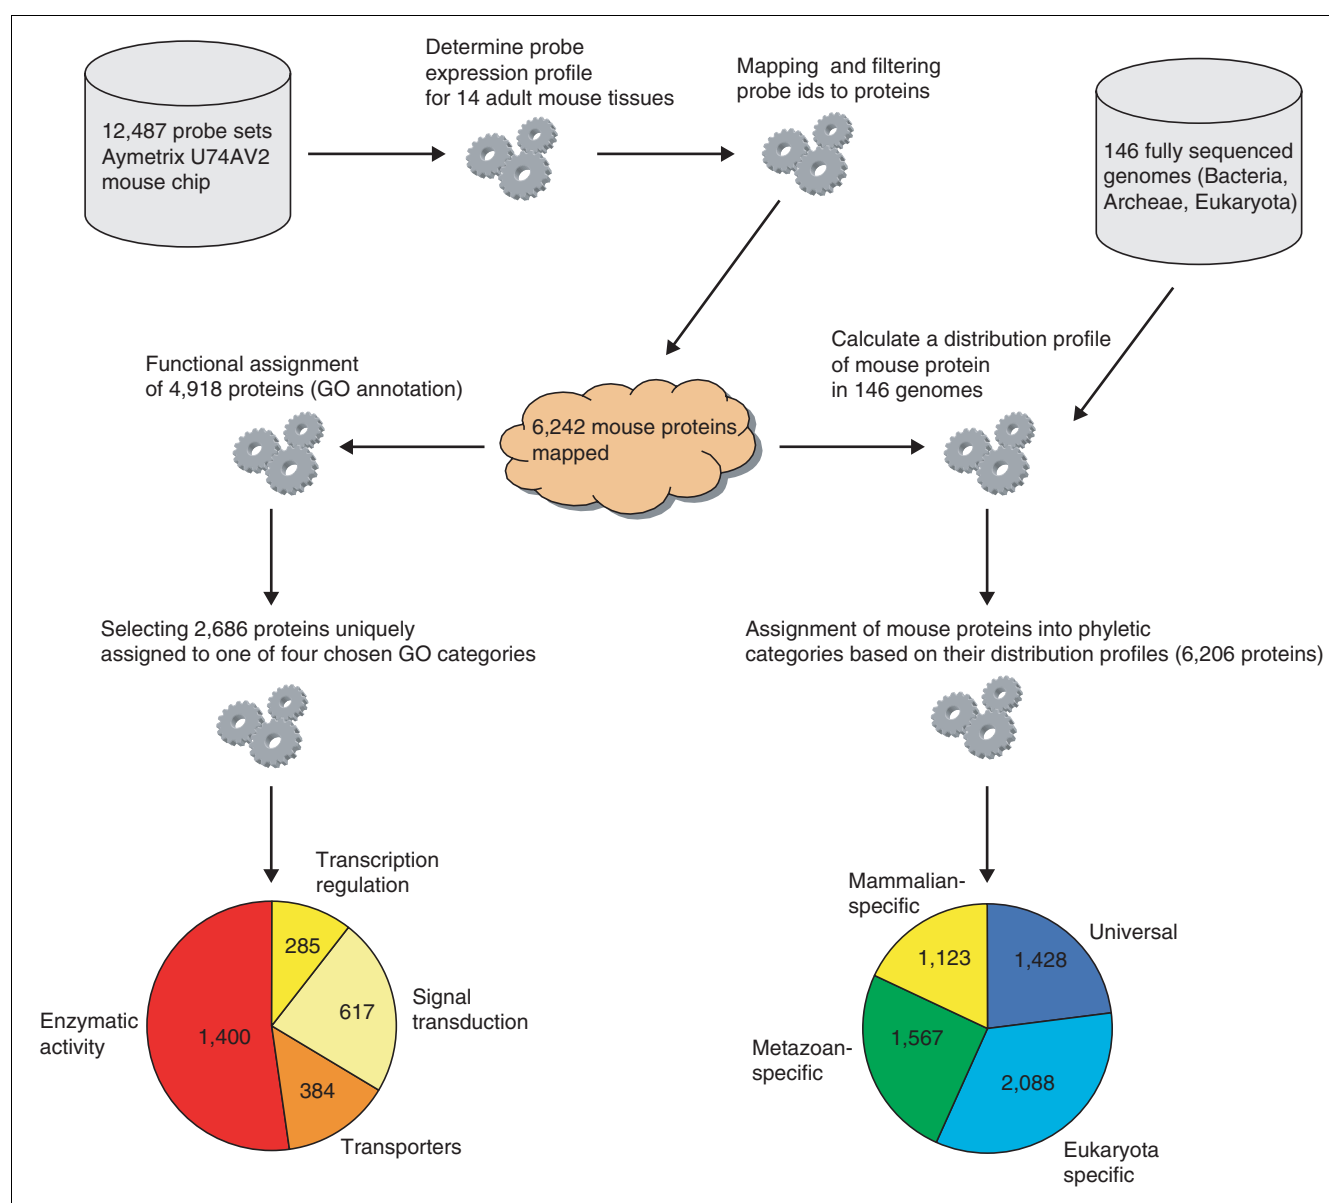 12,487 probe sets
Aymetrix U74AV2
mouse chip
Determine probe
expression profile
for 14 adult mouse tissues
Mapping and filtering
probe ids to proteins
146 fully sequenced
genomes (Bacteria,
Archeae, Eukaryota)
Functional assignment
of 4,918 proteins (GO annotation)
6,242 mouse proteins
mapped
Calculate a distribution profile
of mouse protein
in 146 genomes
Selecting 2,686 proteins uniquely
assigned to one of four chosen GO categories
Assignment of mouse proteins into phyletic
categories based on their distribution profiles (6,206 proteins)
Transcription
regulation
285
Signal
transduction
617
Enzymatic
activity
1,400
384
Transporters
Mammalian-
specific
1,123
Universal
1,428
Metazoan-
specific
1,567
2,088
Eukaryota
specific